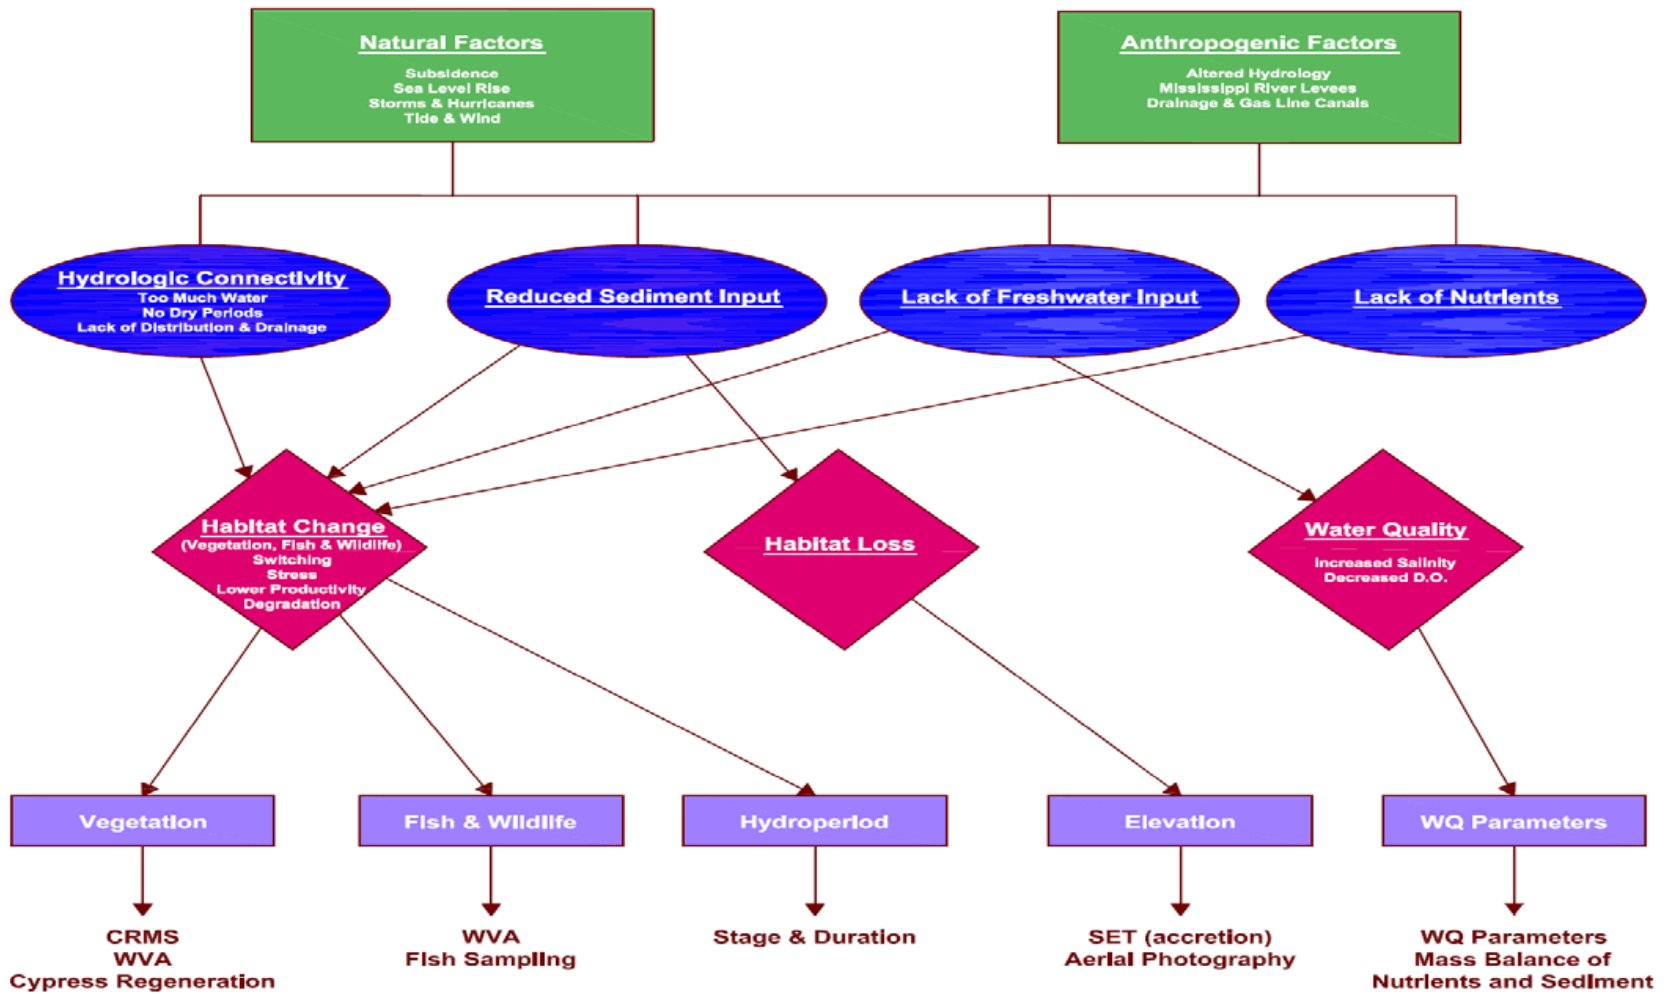 Natural Factors
Subsidence
Sea Level Rise
Storms & Hurricanes
Tide & Wind
Anthropogenic Factors
Altered Hydrology
Mississippi River Levees
Drainage & Gas Line Canals
Hydrologic Connectivity
Too Much Water
No Dry Periods
Lack of Distribution & Drainage
Reduced Sediment Input
Lack of Freshwater Input
Lack of Nutrients
Habitat Change
(Vegetation, Fish & Wildlife)
Switching
Stress
Lower Productivity
Degradation
Habitat Loss
Water Quality
Increased Salinity
Decreased D.O.
Vegetation
Fish & Wildlife
Hydroperiod
Elevation
WQ Parameters
CRMS
WVA
Cypress Regeneration
WVA
Fish Sampling
Stage & Duration
SET (accretion)
Aerial Photography
WQ Parameters
Mass Balance of
Nutrients and Sediment